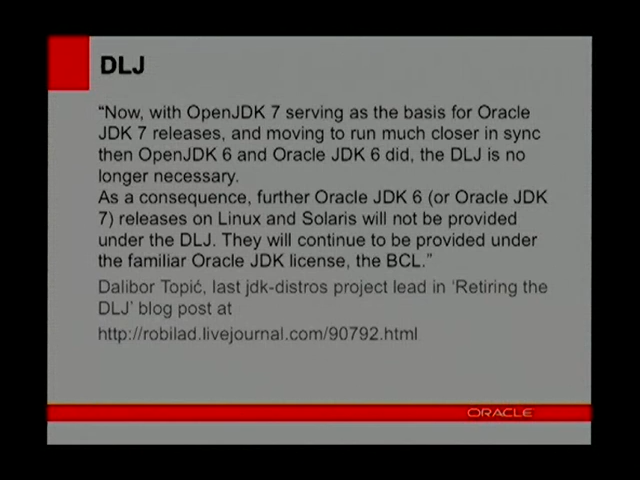 DLJ
“Now, with OpenJDK 7 serving as the basis for Oracle
JDK 7 releases, and moving to run much closer in sync
then OpenJDK 6 and Oracle JDK 6 did, the DLJ is no
longer necessary.
As a consequence, further Oracle JDK 6 (or Oracle JDK
7) releases on Linux and Solaris will not be provided
under the DLJ. They will continue to be provided under
the familiar Oracle JDK license, the BCL.”
Dalibor Topić, last jdk-distros project lead in ‘Retiring the
DLJ’ blog post at
http://robilad.livejournal.com/90792.html
ORACLE